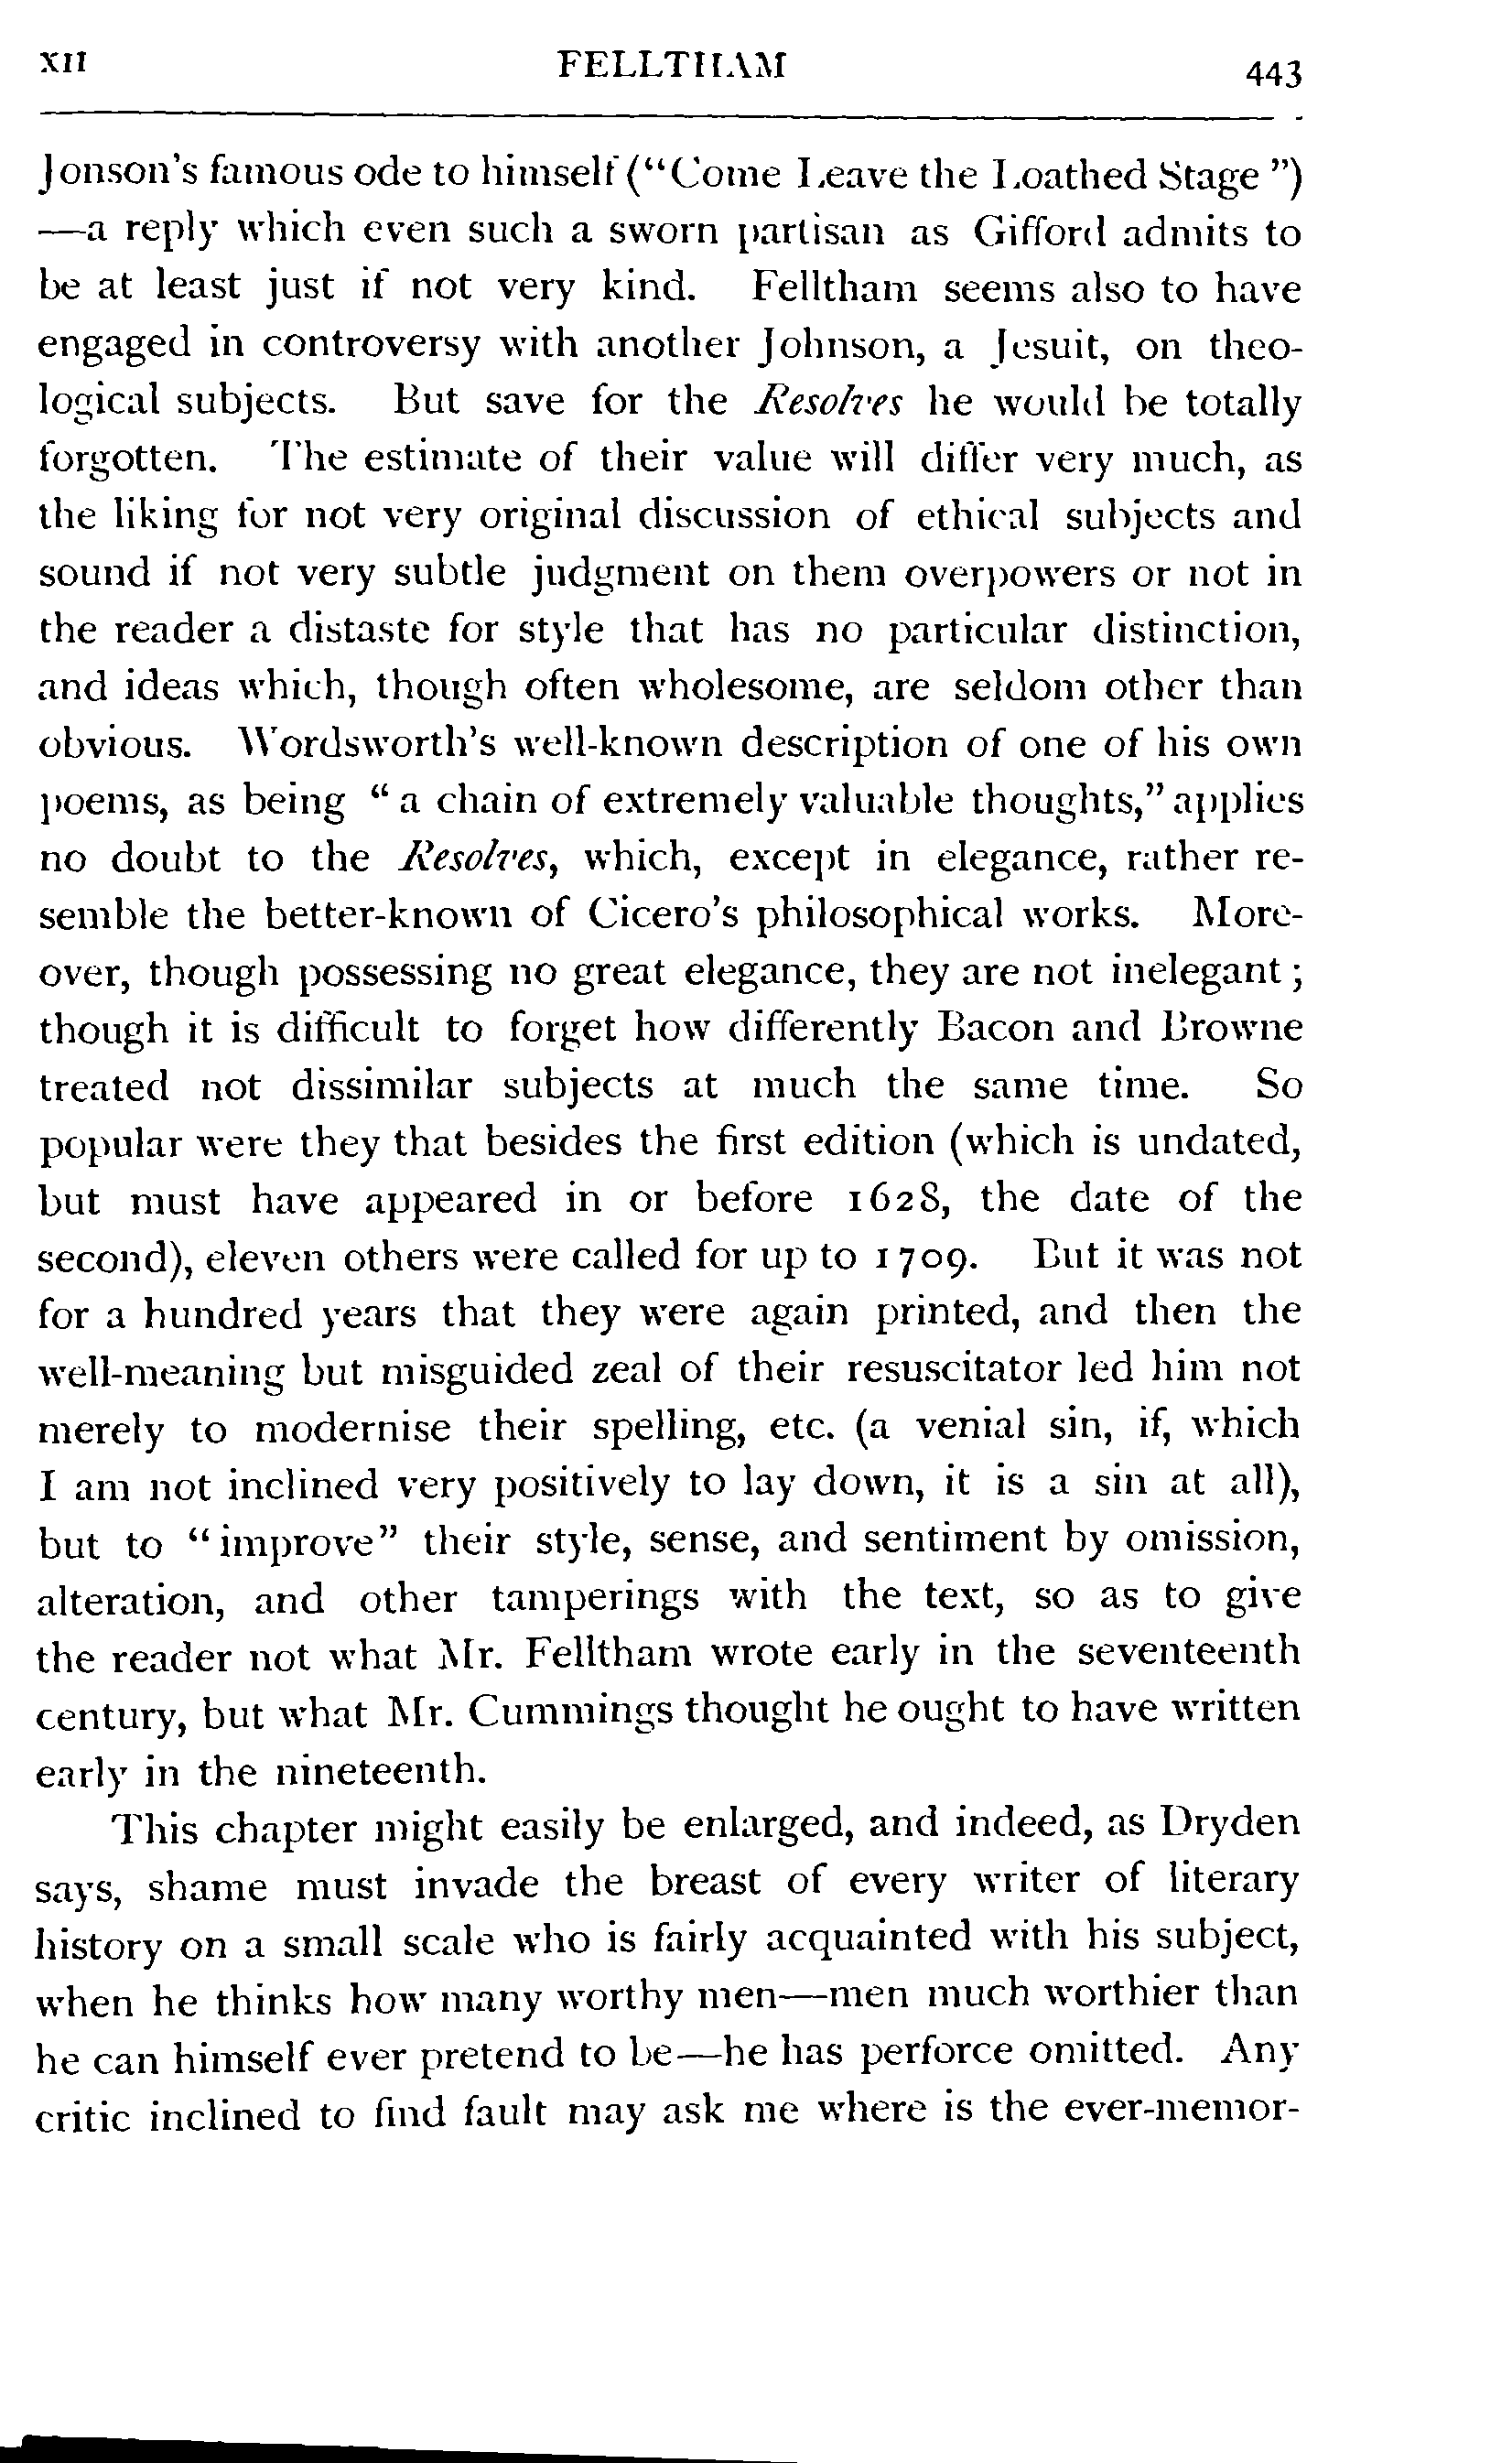 XII FELLTHAM 443
Jonson's famous ode to himself ("Come Leave the Loathed Stage")
—a reply which even such a sworn partisan as Gifford admits to
be at least just if not very kind. Felltham seems also to have
engaged in controversy with another Johnson, a Jesuit, on theo-
logical subjects. But save for the Resolves he would be totally
forgotten. The estimate of their value will differ very much, as
the liking for not very original discussion of ethical subjects and
sound if not very subtle judgment on them overpowers or not in
the reader a distaste for style that has no particular distinction,
and ideas which, though often wholesome, are seldom other than
obvious. Wordsworth's well-known description of one of his own
poems, as being "a chain of extremely valuable thoughts," applies
no doubt to the Resolves, which, except in elegance, rather re-
semble the better-known of Cicero's philosophical works. More-
over, though possessing no great elegance, they are not inelegant;
though it is difficult to forget how differently Bacon and Browne
treated not dissimilar subjects at much the same time. So
popular were they that besides the first edition (which is undated,
but must have appeared in or before 1628, the date of the
second), eleven others were called for up to 1709. But it was not
for a hundred years that they were again printed, and then the
well-meaning but misguided zeal of their resuscitator led him not
merely to modernise their spelling, etc. (a venial sin, if, which
I am not inclined very positively to lay down, it is a sin at all),
but to "improve" their style, sense, and sentiment by omission,
alteration, and other tamperings with the text, so as to give
the reader not what Mr. Felltham wrote early in the seventeenth
century, but what Mr. Cummings thought he ought to have written
early in the nineteenth.
This chapter might easily be enlarged, and indeed, as Dryden
says, shame must invade the breast of every writer of literary
history on a small scale who is fairly acquainted with his subject,
when he thinks how many worthy men—men much worthier than
he can himself ever pretend to be—he has perforce omitted. Any
critic inclined to find fault may ask me where is the ever-memor-